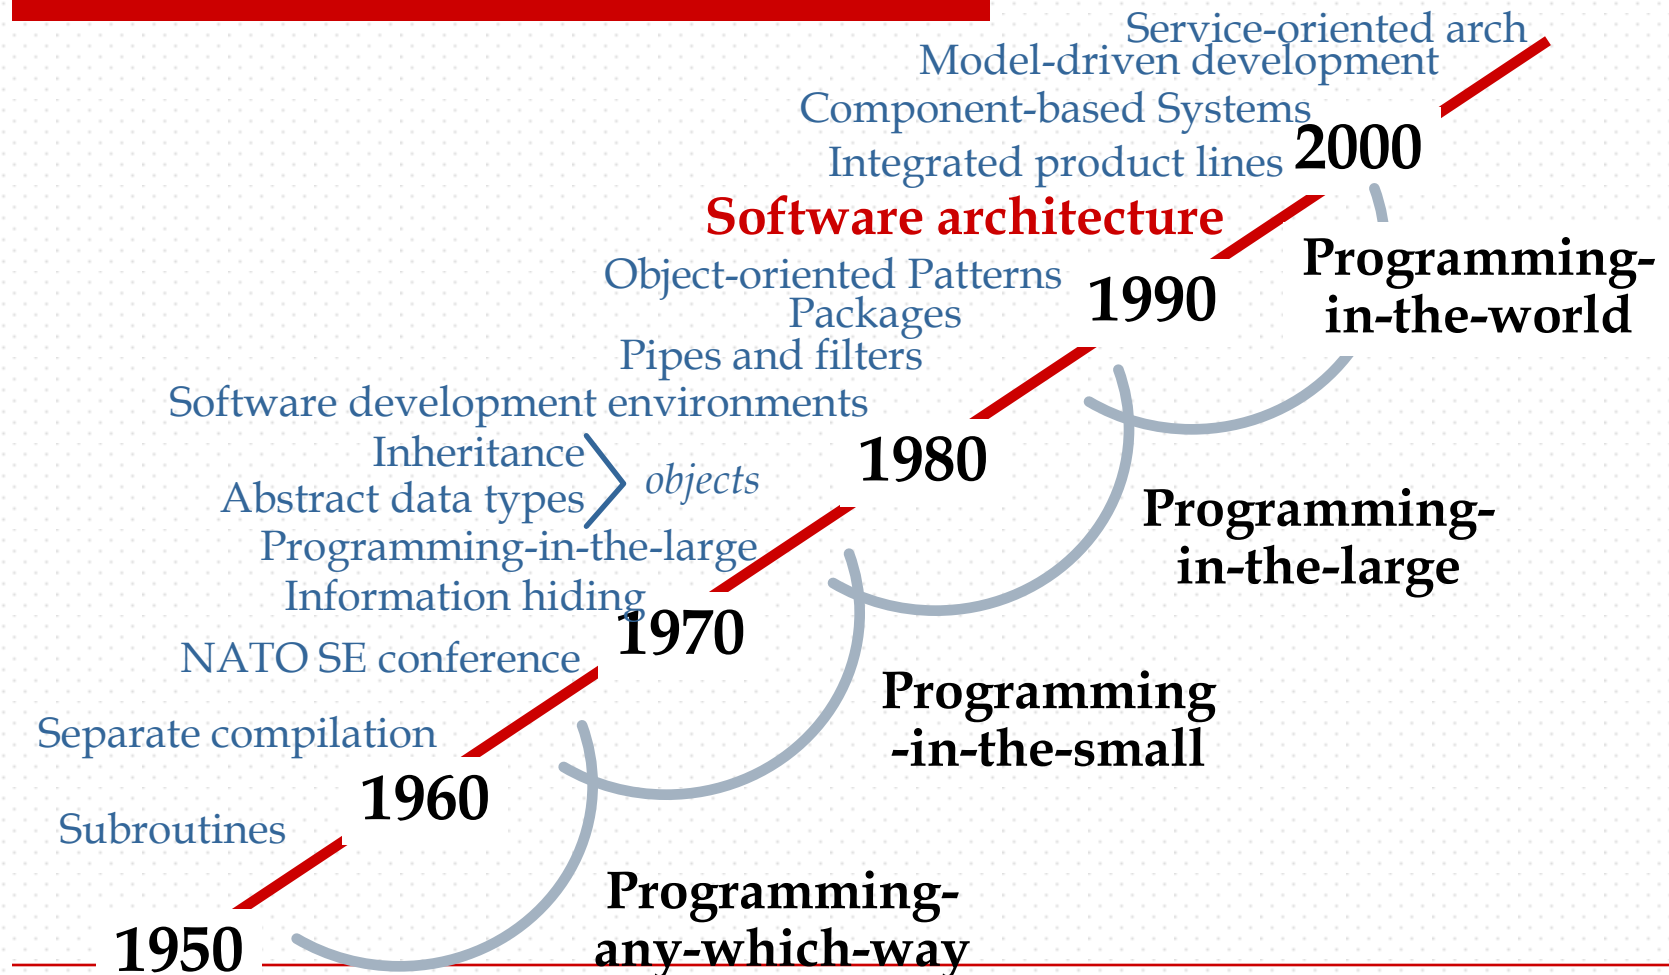 Service-oriented arch
Model-driven development
Component-based Systems
2000
Integrated product lines
Software architecture
Programming-
in-the-world
Object-oriented Patterns
1990
Packages
Pipes and filters
Software development environments
Inheritance
1980
objects
Abstract data types
Programming-
in-the-large
Programming-in-the-large
Information hiding
1970
NATO SE conference
Programming
-in-the-small
Separate compilation
1960
Subroutines
Programming-
any-which-way
1950